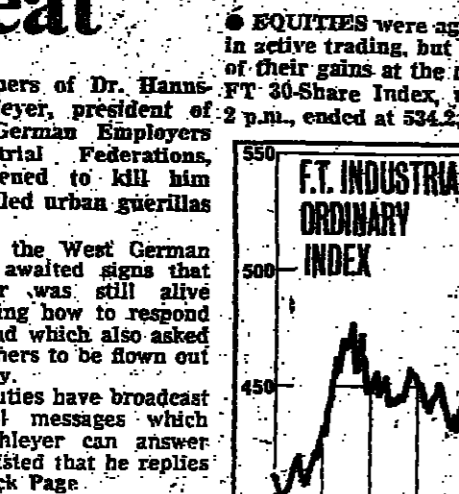 eat
ners of Dr. Hanns-
leyer, president of
German Employers
trial Federations,
ened to kill him
led urban guerillas
the West German
awaited signs that
r was still alive
ing how to respond
nd which also asked
hers to be flown out
y.
uties have broadcast
l messages which
hleyer can answer
isted that he replies
ck Page
● EQUITIES were ag
in active trading, but
of their gains at the
FT 30-Share Index,
2 p.m., ended at 534.2
550
F.T. INDUSTRIA
ORDINARY
INDEX
500
450